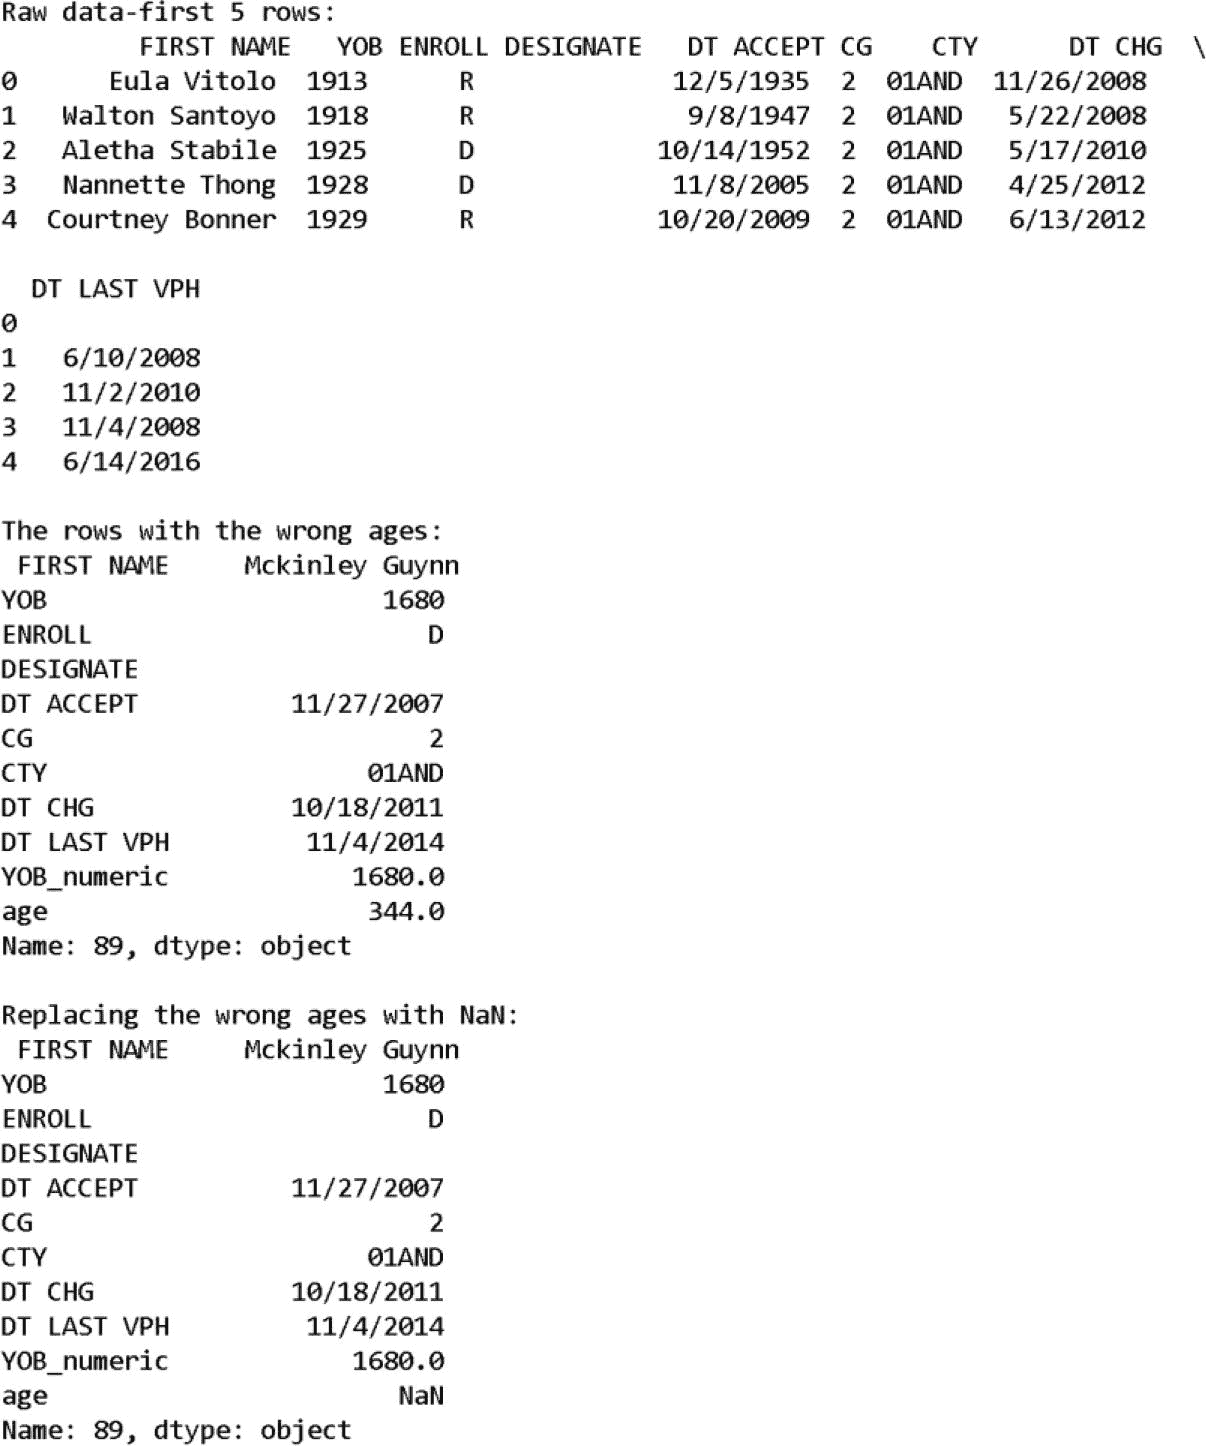 Raw data-first 5 rows:
         FIRST NAME   YOB ENROLL DESIGNATE   DT ACCEPT CG    CTY      DT CHG  \
0      Eula Vitolo  1913      R             12/5/1935  2  01AND  11/26/2008
1   Walton Santoyo  1918      R              9/8/1947  2  01AND   5/22/2008
2   Aletha Stabile  1925      D            10/14/1952  2  01AND   5/17/2010
3   Nannette Thong  1928      D             11/8/2005  2  01AND   4/25/2012
4  Courtney Bonner  1929      R            10/20/2009  2  01AND   6/13/2012
  DT LAST VPH
0
1   6/10/2008
2   11/2/2010
3   11/4/2008
4   6/14/2016
The rows with the wrong ages:
 FIRST NAME     Mckinley Guynn
YOB                      1680
ENROLL                      D
DESIGNATE
DT ACCEPT          11/27/2007
CG                          2
CTY                     01AND
DT CHG             10/18/2011
DT LAST VPH         11/4/2014
YOB_numeric            1680.0
age                     344.0
Name: 89, dtype: object
Replacing the wrong ages with NaN:
 FIRST NAME     Mckinley Guynn
YOB                      1680
ENROLL                      D
DESIGNATE
DT ACCEPT          11/27/2007
CG                          2
CTY                     01AND
DT CHG             10/18/2011
DT LAST VPH         11/4/2014
YOB_numeric            1680.0
age                       NaN
Name: 89, dtype: object